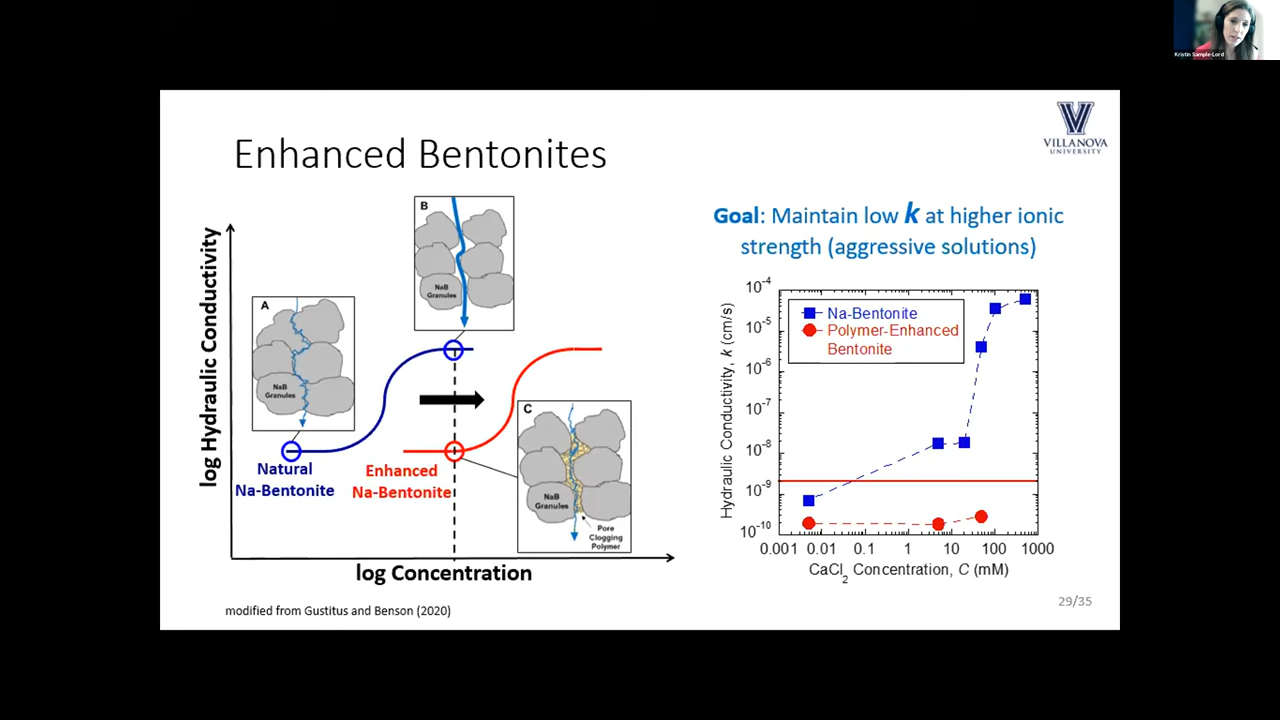 Kristin Sample-Lord
VILLANOVA
UNIVERSITY
Enhanced Bentonites
log Hydraulic Conductivity
A
NaB
Granules
B
NaB
Granules
C
NaB
Granules
Pore
Clogging
Polymer
Natural
Na-Bentonite
Enhanced
Na-Bentonite
log Concentration
modified from Gustitus and Benson (2020)
Goal: Maintain low k at higher ionic
strength (aggressive solutions)
Hydraulic Conductivity, k (cm/s)
10-4
10-5
10-6
10-7
10-8
10-9
10-10
Na-Bentonite
Polymer-Enhanced
Bentonite
0.001 0.01 0.1 1 10 100 1000
CaCl2 Concentration, C (mM)
29/35